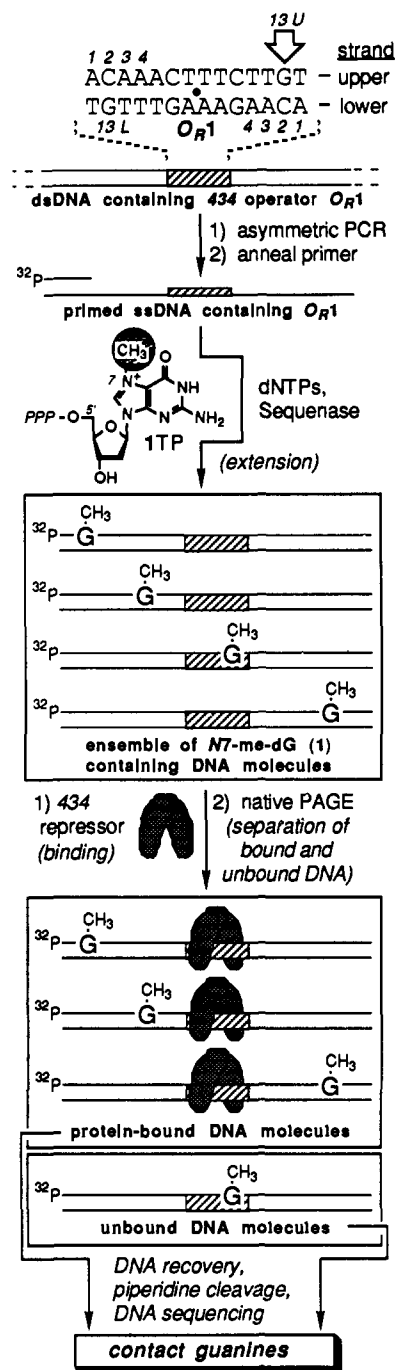 13 U
strand
1 2 3 4
ACAAACTTTCTTGT – upper
TGTTTGAAAGAACA – lower
13 L OR1 4 3 2 1
dsDNA containing 434 operator OR1
1) asymmetric PCR
2) anneal primer
32P
primed ssDNA containing OR1
CH3
7 N+ O
N NH
PPP–O 5' O N N NH2
1TP
OH
dNTPs,
Sequenase
(extension)
CH3
32P G
CH3
32P G
CH3
32P G
CH3
32P G
ensemble of N7-me-dG (1)
containing DNA molecules
1) 434
repressor
(binding)
2) native PAGE
(separation of
bound and
unbound DNA)
CH3
32P G
CH3
32P G
CH3
32P G
protein-bound DNA molecules
CH3
32P G
unbound DNA molecules
DNA recovery,
piperidine cleavage,
DNA sequencing
contact guanines